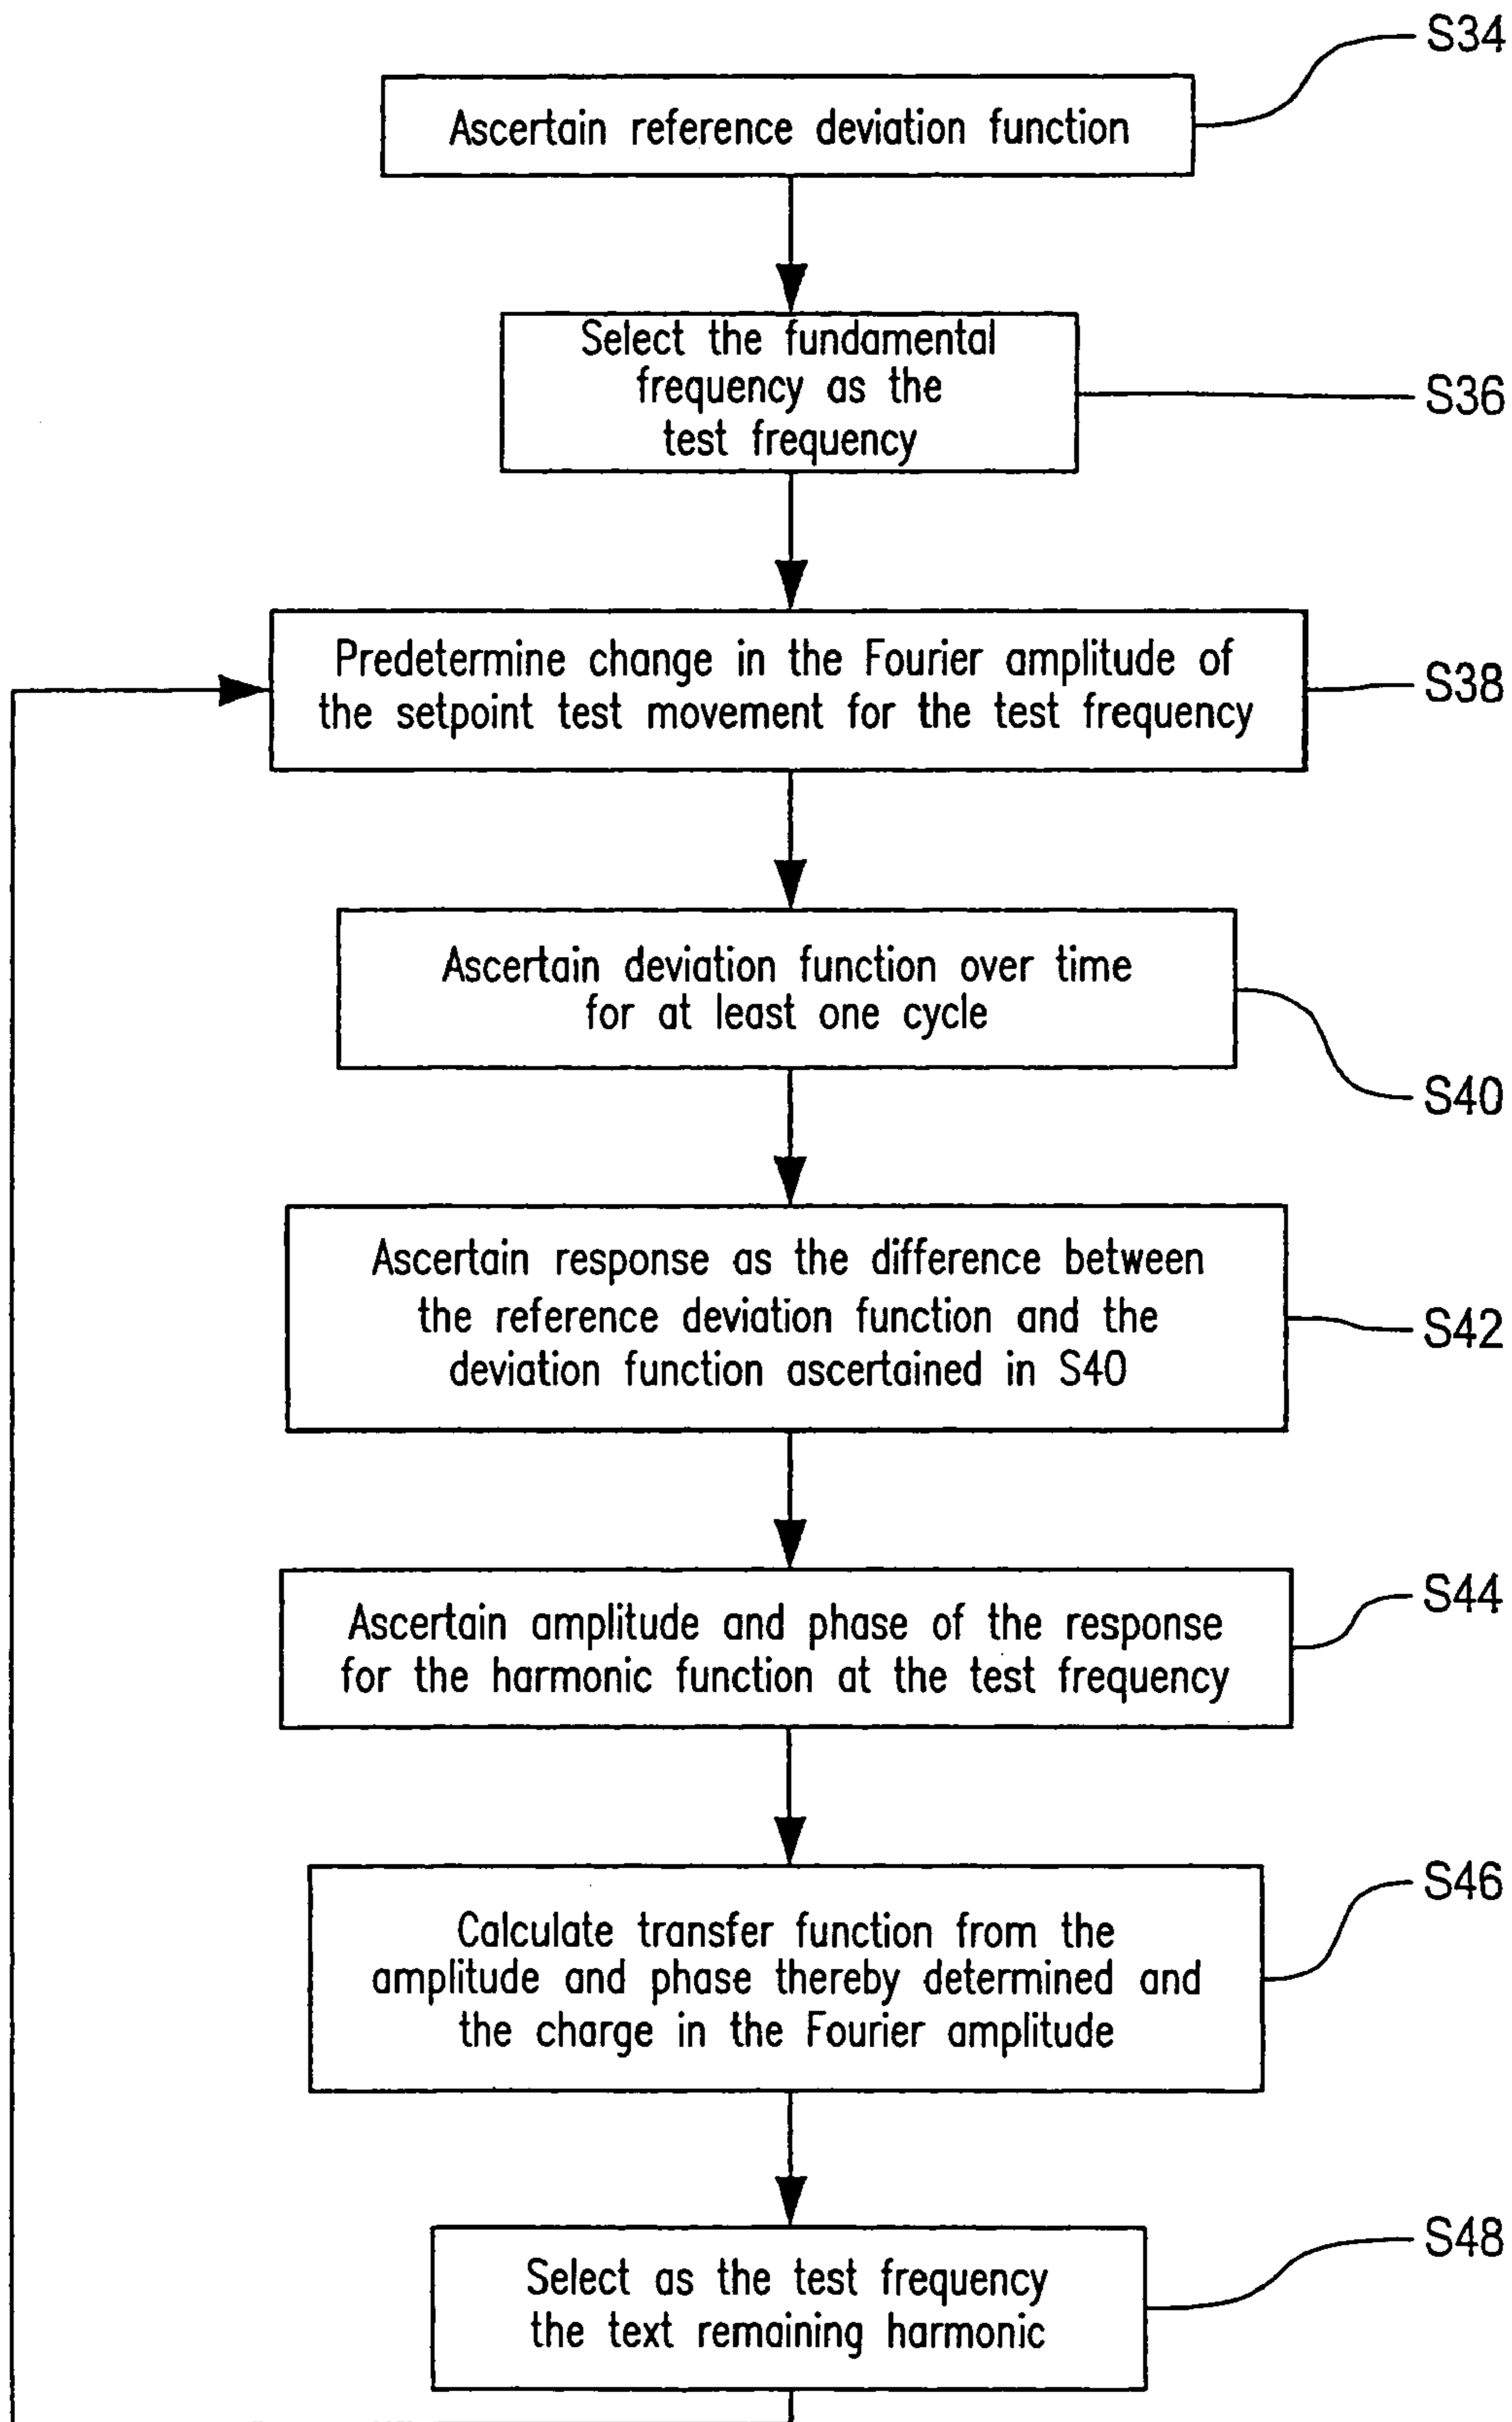 S34
Ascertain reference deviation function
Select the fundamental
frequency as the
test frequency
S36
Predetermine change in the Fourier amplitude of
the setpoint test movement for the test frequency
S38
Ascertain deviation function over time
for at least one cycle
S40
Ascertain response as the difference between
the reference deviation function and the
deviation function ascertained in S40
S42
S44
Ascertain amplitude and phase of the response
for the harmonic function at the test frequency
S46
Calculate transfer function from the
amplitude and phase thereby determined and
the charge in the Fourier amplitude
S48
Select as the test frequency
the text remaining harmonic